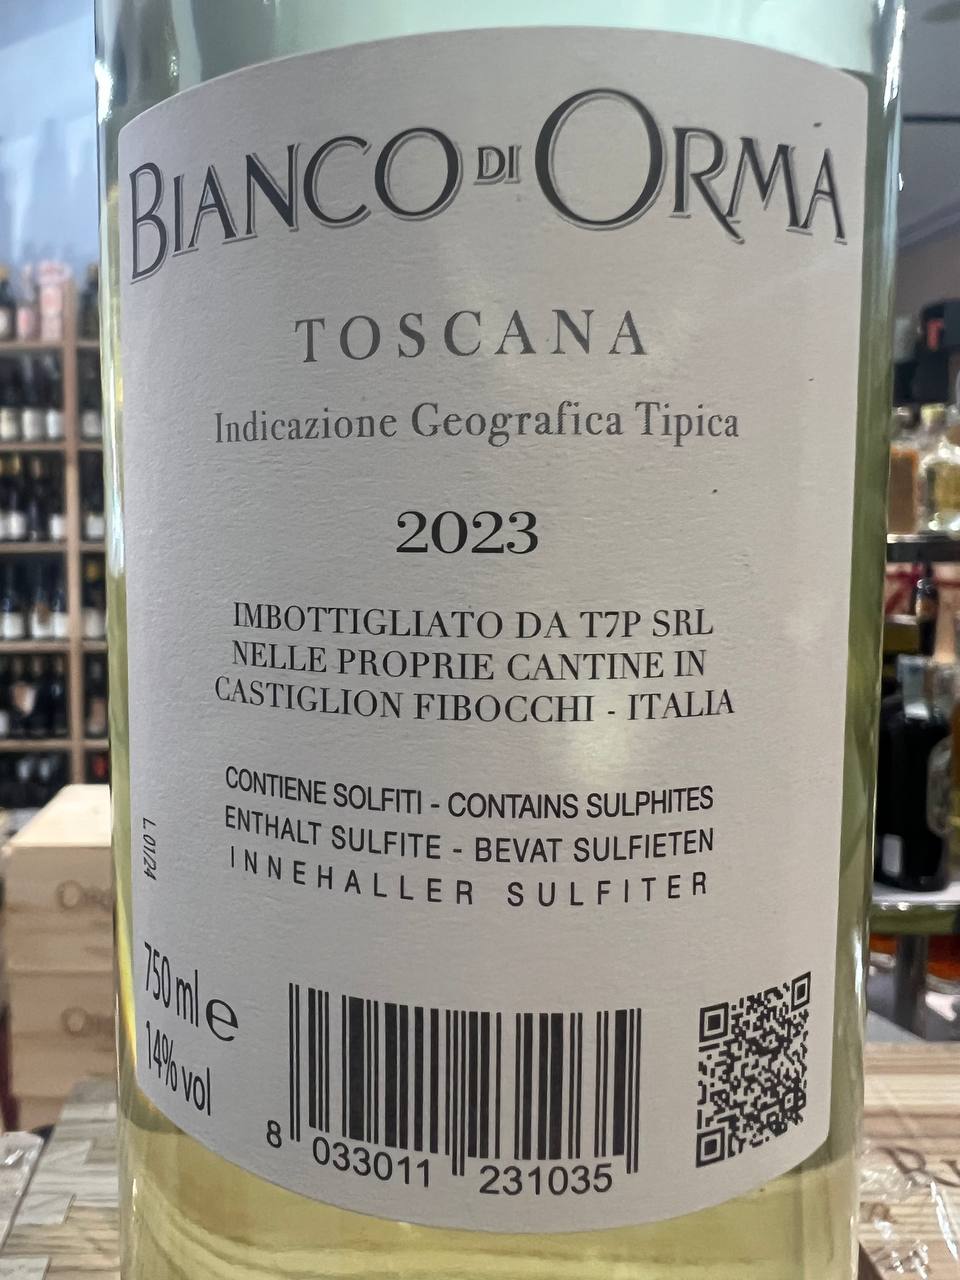 BIANCO DI ORMA
TOSCANA
Indicazione Geografica Tipica
2023
IMBOTTIGLIATO DA T7P SRL
NELLE PROPRIE CANTINE IN
CASTIGLION FIBOCCHI - ITALIA
CONTIENE SOLFITI - CONTAINS SULPHITES
ENTHALT SULFITE - BEVAT SULFIETEN
INNEHALLER SULFITER
L 01/24
750 ml e
14% vol
8 033011 231035